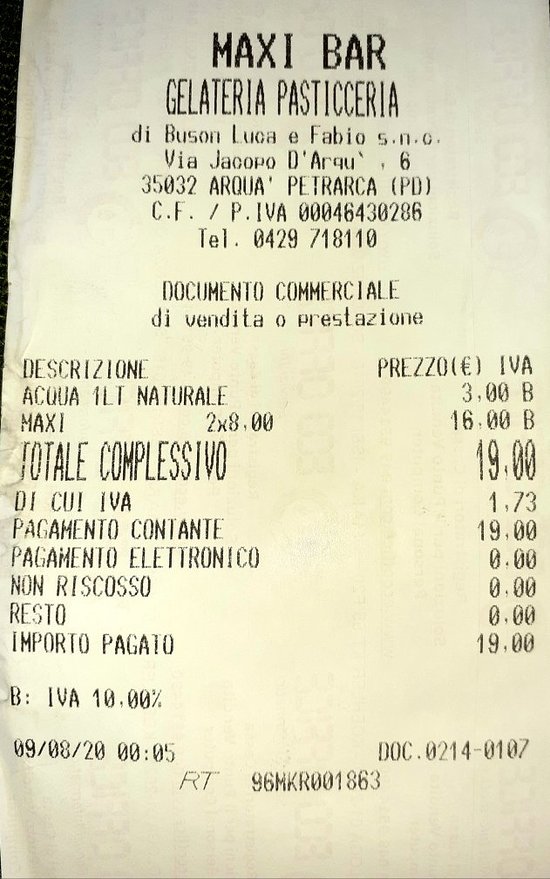 MAXI BAR
GELATERIA PASTICCERIA
di Buson Luca e Fabio s.n.c.
Via Jacopo D'Arqu` , 6
35032 ARQUA' PETRARCA (PD)
C.F. / P.IVA 00046430286
Tel. 0429 718110
DOCUMENTO COMMERCIALE
di vendita o prestazione
DESCRIZIONE PREZZO(€) IVA
ACQUA 1LT NATURALE 3,00 B
MAXI 2x8,00 16,00 B
TOTALE COMPLESSIVO 19,00
DI CUI IVA 1,73
PAGAMENTO CONTANTE 19,00
PAGAMENTO ELETTRONICO 0,00
NON RISCOSSO 0,00
RESTO 0,00
IMPORTO PAGATO 19,00
B: IVA 10,00%
09/08/20 00:05 DOC.0214-0107
RT 96MKR001863